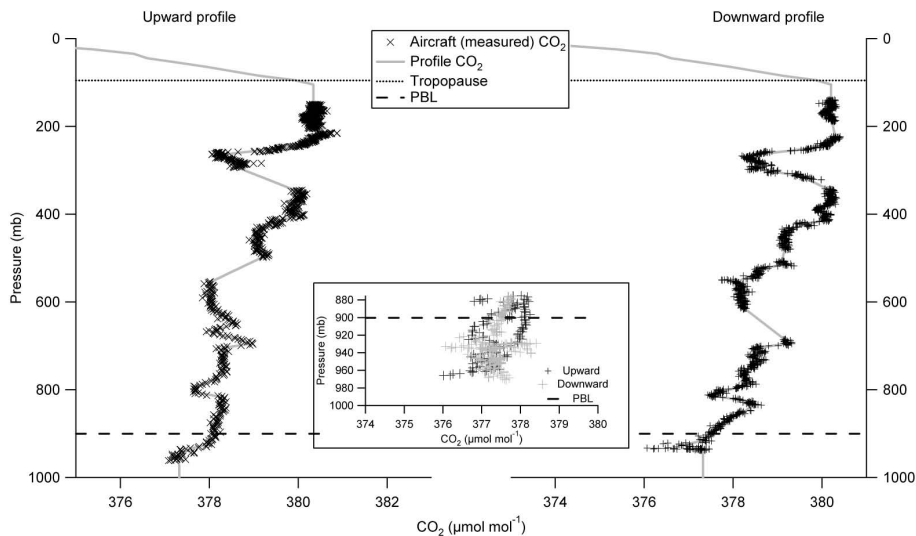 Upward profile
Downward profile
Aircraft (measured) CO₂
Profile CO₂
Tropopause
PBL
0
200
400
600
800
1000
Pressure (mb)
0
200
400
600
800
1000
376
378
380
382
374
376
378
380
CO₂ (µmol mol⁻¹)
880
900
920
940
960
980
1000
Pressure (mb)
374
375
376
377
378
379
380
CO₂ (µmol mol⁻¹)
Upward
Downward
PBL